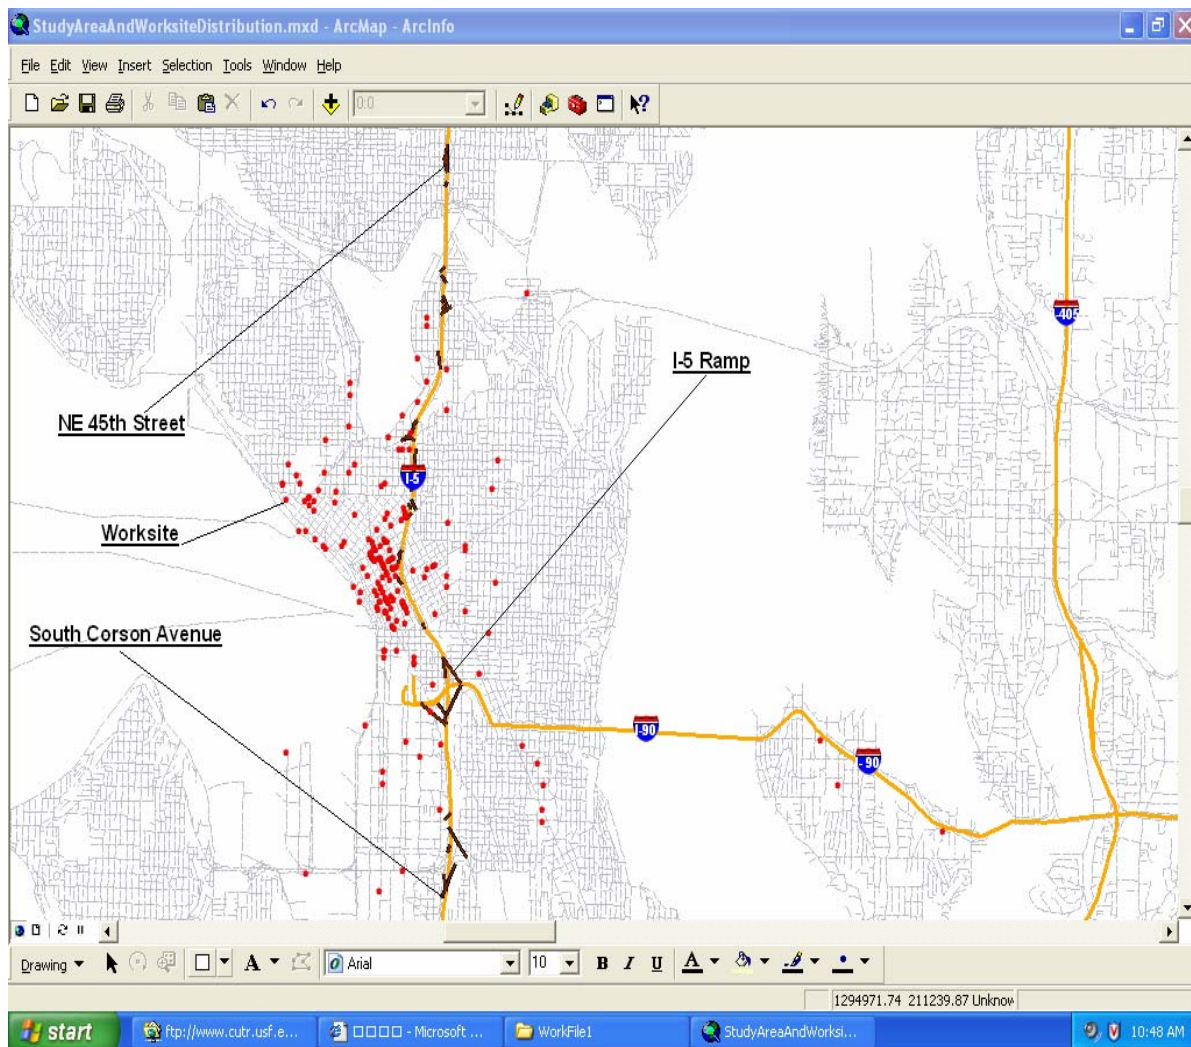 StudyAreaAndWorksiteDistribution.mxd - ArcMap - ArcInfo
File Edit View Insert Selection Tools Window Help
0:0
-405
I-5 Ramp
NE 45th Street
I-5
Worksite
South Corson Avenue
I-90
- 90
Drawing A Arial 10 B I U A
1294971.74 211239.87 Unknow
start ftp://www.cutr.usf.e... □□□□ - Microsoft ... WorkFile1 StudyAreaAndWorksi... 10:48 AM